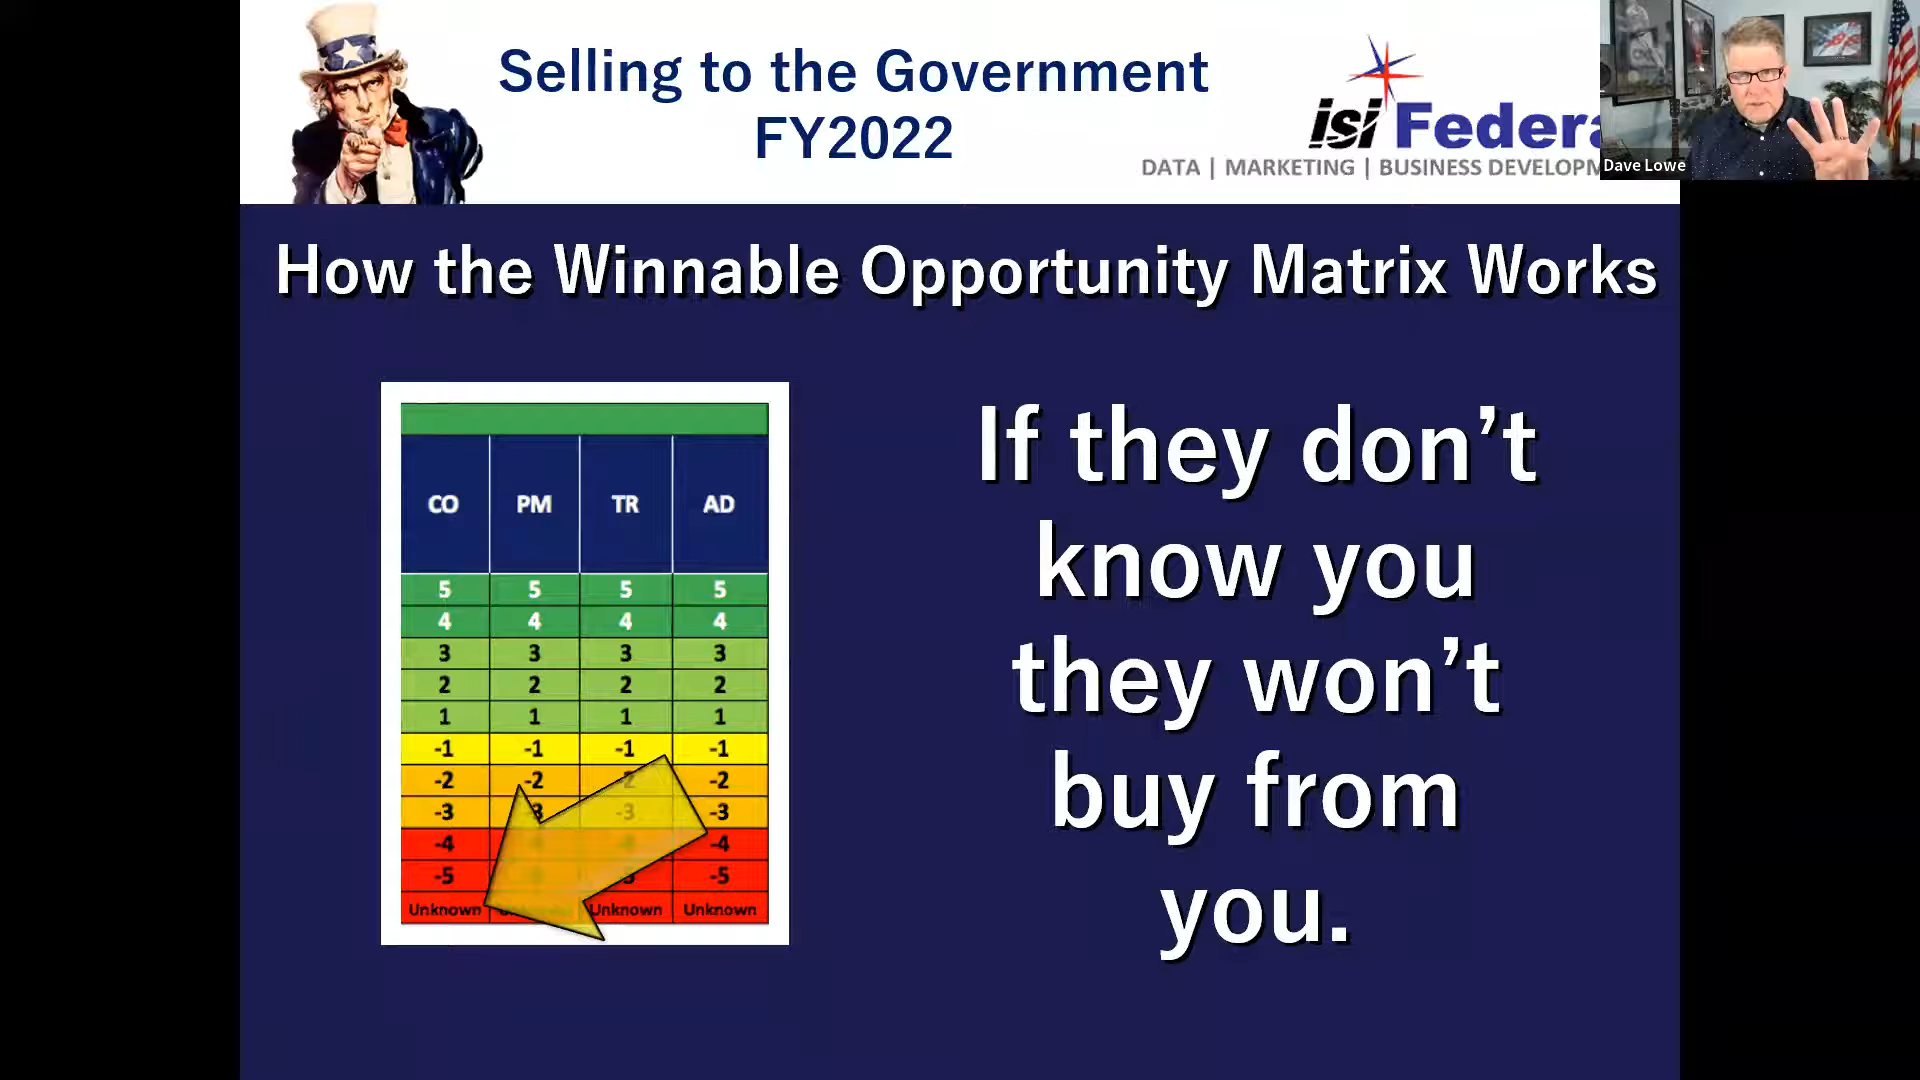 Selling to the Government
FY2022
isi Federa
DATA | MARKETING | BUSINESS DEVELOPM
Dave Lowe
How the Winnable Opportunity Matrix Works
CO PM TR AD
5 5 5 5
4 4 4 4
3 3 3 3
2 2 2 2
1 1 1 1
-1 -1 -1 -1
-2 -2 2 -2
-3 3 -3 -3
-4 -4
-5 -5
Unknown Unknown Unknown
If they don’t
know you
they won’t
buy from
you.